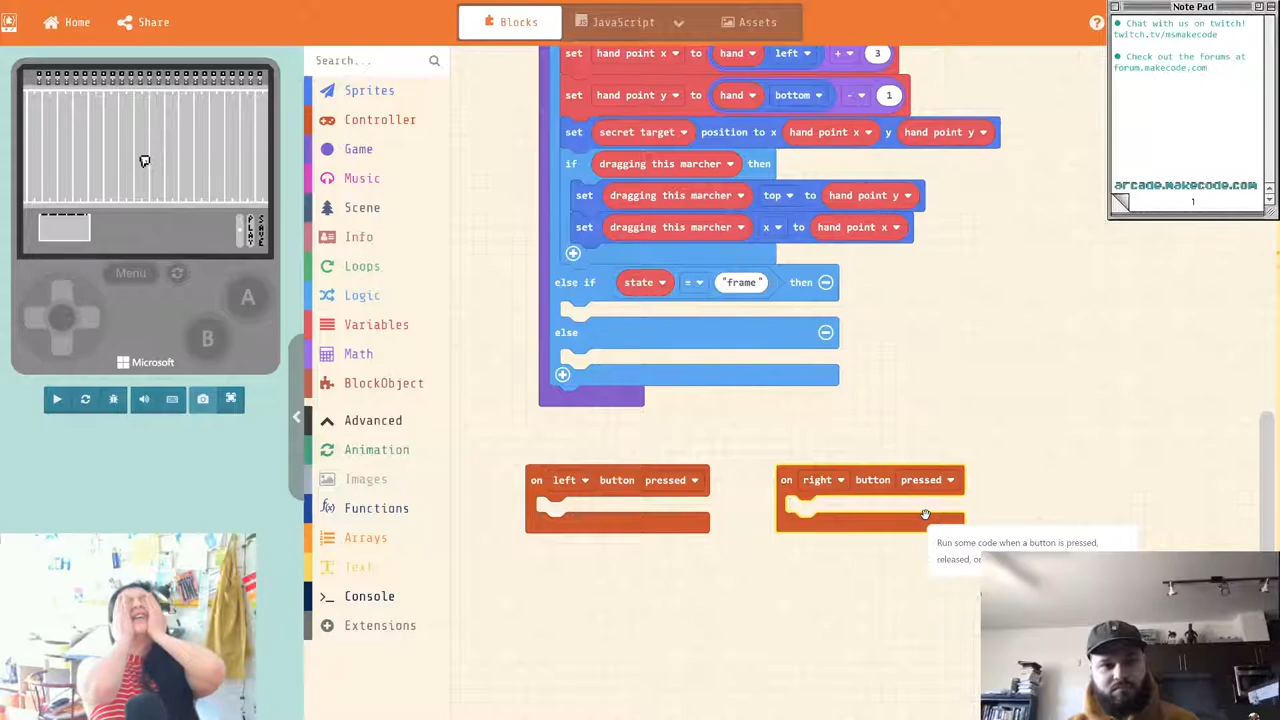 Home
Share
Blocks
JavaScript
Assets
?
Note Pad
Chat with us on twitch!
twitch.tv/msmakecode
Check out the forums at
forum.makecode.com
arcade.makecode.com
1
PLAY
SAVE
Menu
A
B
Microsoft
Search...
Sprites
Controller
Game
Music
Scene
Info
Loops
Logic
Variables
Math
BlockObject
Advanced
Animation
Images
Functions
Arrays
Text
Console
Extensions
set hand point x to hand left + 3
set hand point y to hand bottom - 1
set secret target position to x hand point x y hand point y
if dragging this marcher then
set dragging this marcher top to hand point y
set dragging this marcher x to hand point x
else if state = "frame" then
else
on left button pressed
on right button pressed
Run some code when a button is pressed,
released, or